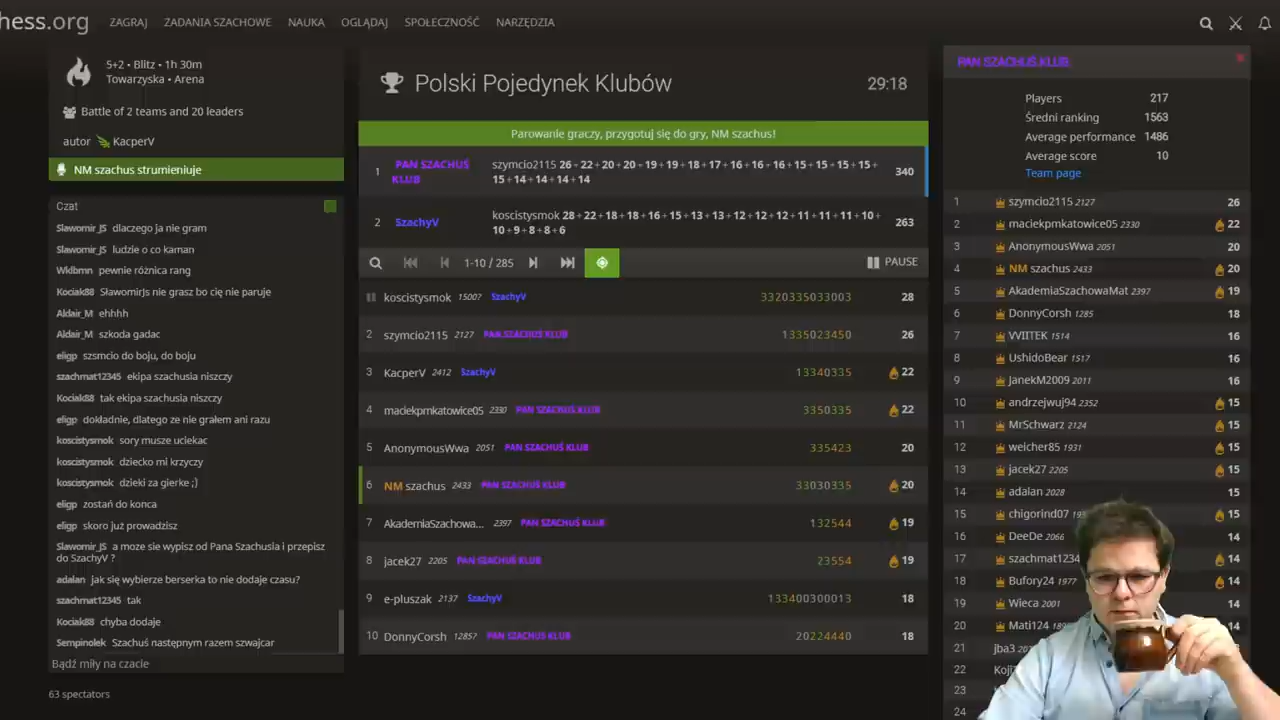 hess.org
ZAGRAJ ZADANIA SZACHOWE NAUKA OGLĄDAJ SPOŁECZNOŚĆ NARZĘDZIA
5+2 • Blitz • 1h 30m
Towarzyska • Arena
Battle of 2 teams and 20 leaders
autor KacperV
NM szachus strumieniuje
Czat
Slawomir_JS dlaczego ja nie gram
Slawomir_JS ludzie o co kaman
Wklbmn pewnie różnica rang
Kociak88 SławomirJs nie grasz bo cię nie paruje
Aldair_M ehhhh
Aldair_M szkoda gadac
eligp szsmcio do boju, do boju
szachmat12345 ekipa szachusia niszczy
Kociak88 tak ekipa szachusia niszczy
eligp dokładnie, dlatego ze nie grałem ani razu
koscistysmok sory musze uciekac
koscistysmok dziecko mi krzyczy
koscistysmok dzieki za gierke ;)
eligp zostań do konca
eligp skoro już prowadzisz
Slawomir_JS a moze sie wypisz od Pana Szachusia i przepisz
do SzachyV ?
adalan jak się wybierze berserka to nie dodaje czasu?
szachmat12345 tak
Kociak88 chyba dodaje
Sempinolek Szachuś następnym razem szwajcar
Bądź miły na czacie
63 spectators
Polski Pojedynek Klubów 29:18
Parowanie graczy, przygotuj się do gry, NM szachus!
1 PAN SZACHUŚ KLUB szymcio2115 26+22+20+20+19+19+18+17+16+16+16+15+15+15+15+ 340
15+14+14+14+14
2 SzachyV koscistysmok 28+22+18+18+16+15+13+13+12+12+12+11+11+11+10+ 263
10+9+8+8+6
1-10 / 285 PAUSE
koscistysmok 1500? SzachyV 3320335033003 28
2 szymcio2115 2127 PAN SZACHUŚ KLUB 1335023450 26
3 KacperV 2412 SzachyV 13340335 22
4 maciekpmkatowice05 2330 PAN SZACHUŚ KLUB 3350335 22
5 AnonymousWwa 2051 PAN SZACHUŚ KLUB 335423 20
6 NM szachus 2433 PAN SZACHUŚ KLUB 33030335 20
7 AkademiaSzachowa... 2397 PAN SZACHUŚ KLUB 132544 19
8 jacek27 2205 PAN SZACHUŚ KLUB 23554 19
9 e-pluszak 2137 SzachyV 133400300013 18
10 DonnyCorsh 1285? PAN SZACHUŚ KLUB 20224440 18
PAN SZACHUŚ KLUB
Players 217
Średni ranking 1563
Average performance 1486
Average score 10
Team page
1 szymcio2115 2127 26
2 maciekpmkatowice05 2330 22
3 AnonymousWwa 2051 20
4 NM szachus 2433 20
5 AkademiaSzachowaMat 2397 19
6 DonnyCorsh 1285 18
7 VVIITEK 1514 16
8 UshidoBear 1517 16
9 JanekM2009 2011 16
10 andrzejwuj94 2352 15
11 MrSchwarz 2124 15
12 welcher85 1931 15
13 jacek27 2205 15
14 adalan 2028 15
15 chigorind07 15
16 DeeDe 2066 14
17 szachmat1234 14
18 Bufory24 1977 14
19 Wieca 2001 14
20 Mati124 14
21 jba3
22
23
24